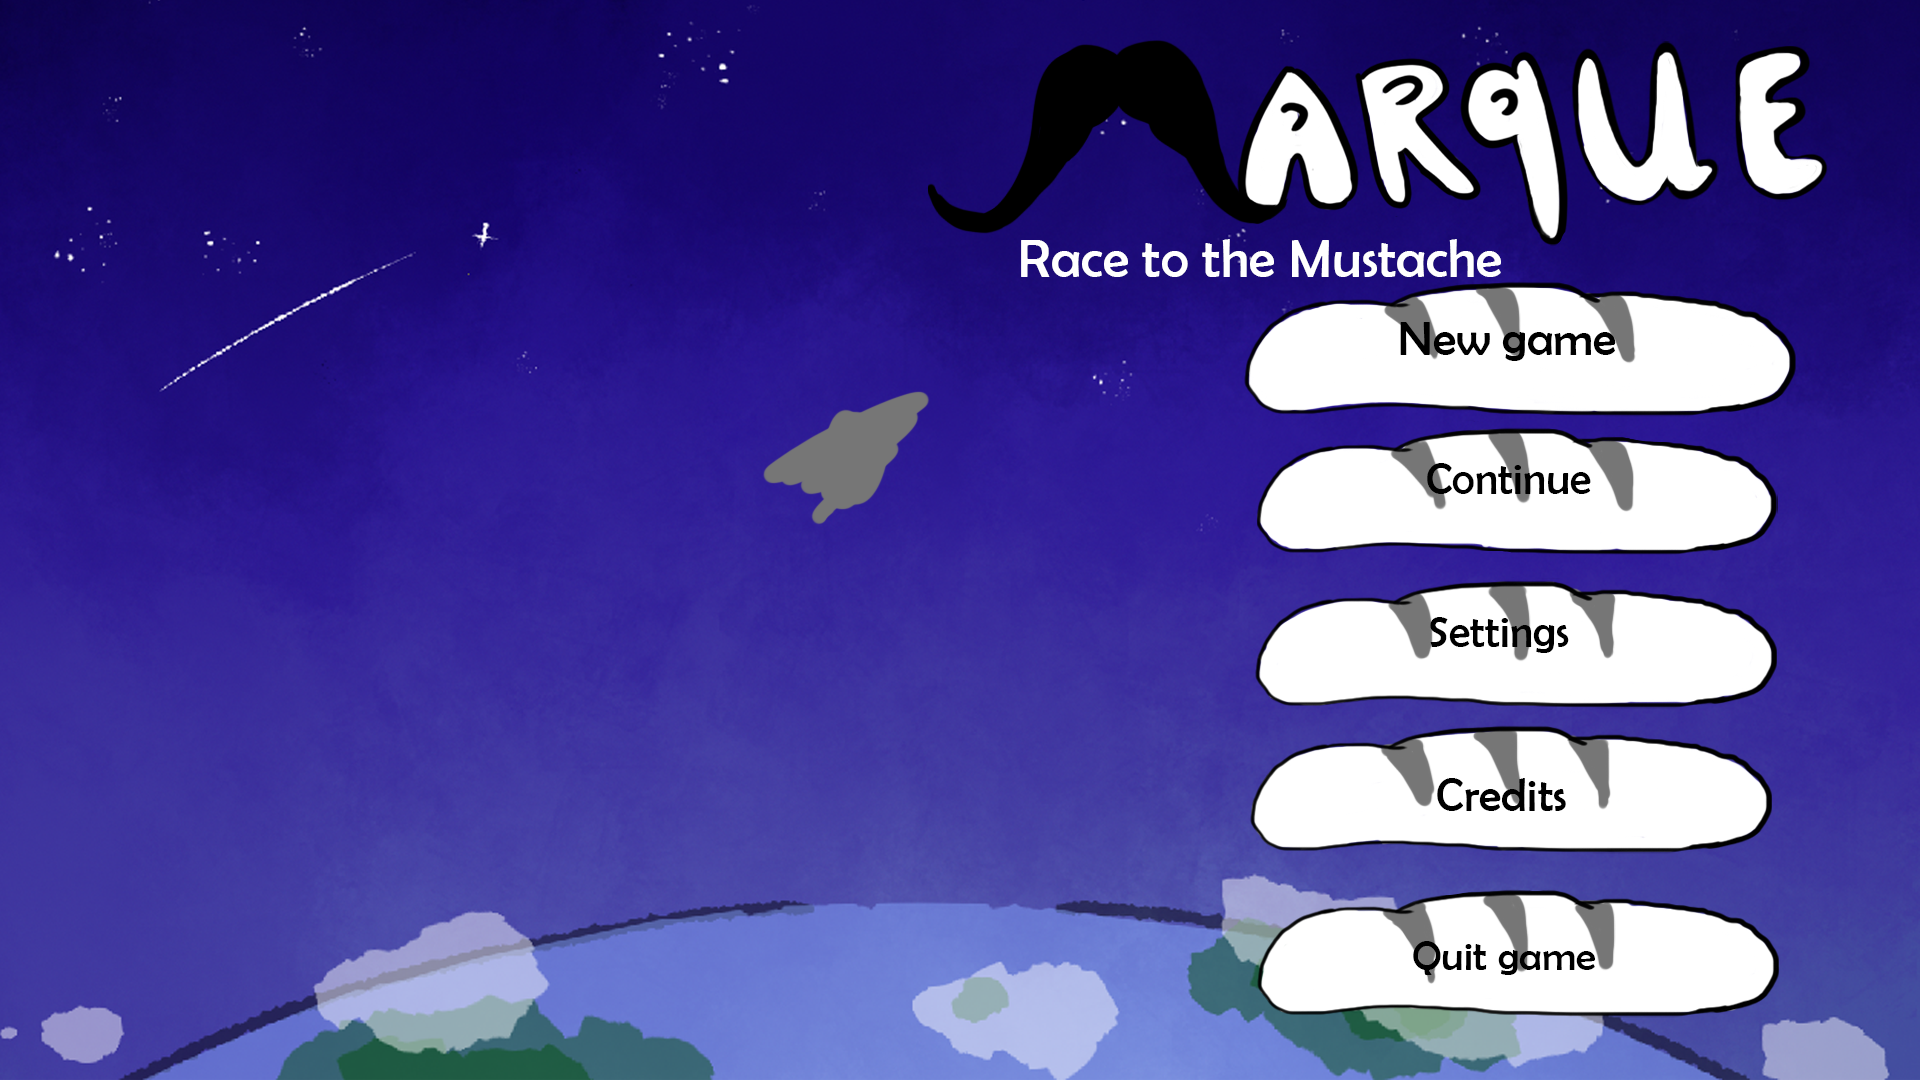 MARQUE
Race to the Mustache
New game
Continue
Settings
Credits
Quit game